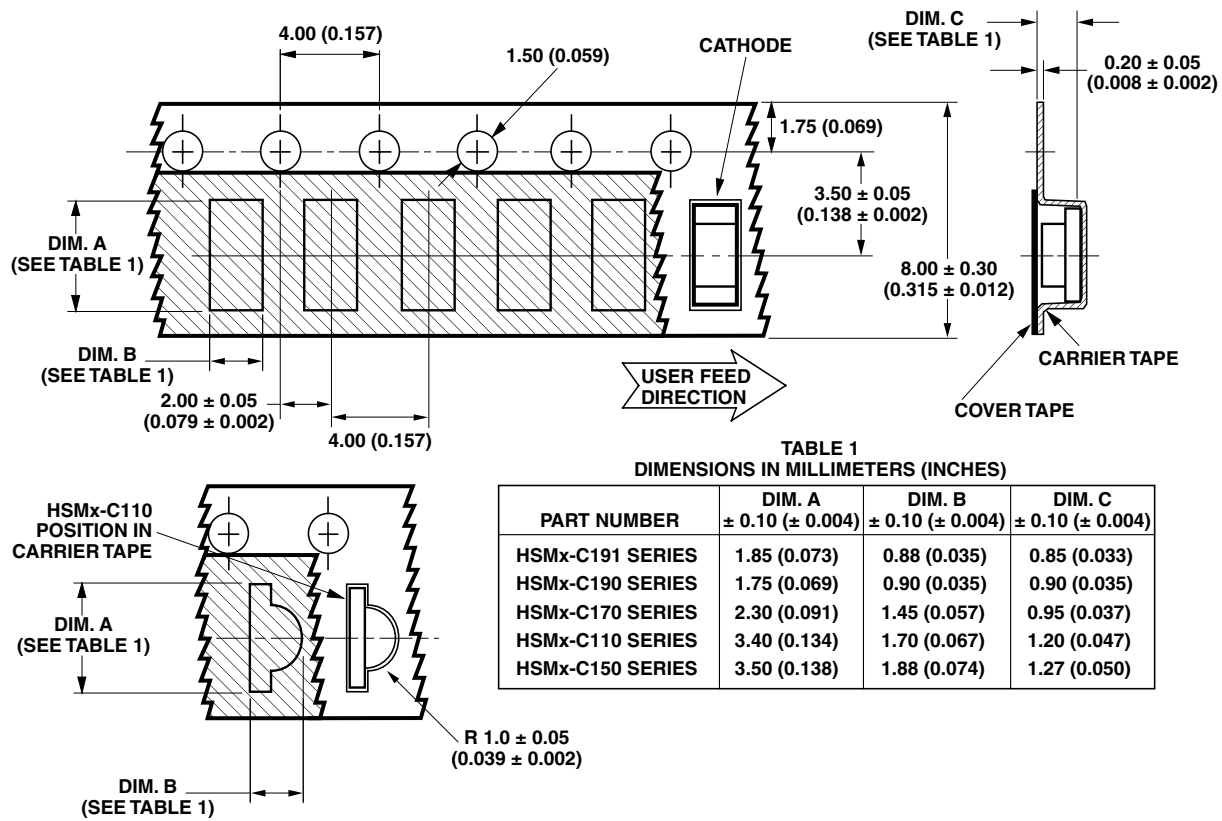 4.00 (0.157)
1.50 (0.059)
CATHODE
DIM. C
(SEE TABLE 1)
0.20 ± 0.05
(0.008 ± 0.002)
1.75 (0.069)
3.50 ± 0.05
(0.138 ± 0.002)
DIM. A
(SEE TABLE 1)
8.00 ± 0.30
(0.315 ± 0.012)
DIM. B
(SEE TABLE 1)
CARRIER TAPE
USER FEED
DIRECTION
2.00 ± 0.05
(0.079 ± 0.002)
COVER TAPE
4.00 (0.157)
TABLE 1
DIMENSIONS IN MILLIMETERS (INCHES)
PART NUMBER DIM. A ± 0.10 (± 0.004) DIM. B ± 0.10 (± 0.004) DIM. C ± 0.10 (± 0.004)
HSMx-C191 SERIES 1.85 (0.073) 0.88 (0.035) 0.85 (0.033)
HSMx-C190 SERIES 1.75 (0.069) 0.90 (0.035) 0.90 (0.035)
HSMx-C170 SERIES 2.30 (0.091) 1.45 (0.057) 0.95 (0.037)
HSMx-C110 SERIES 3.40 (0.134) 1.70 (0.067) 1.20 (0.047)
HSMx-C150 SERIES 3.50 (0.138) 1.88 (0.074) 1.27 (0.050)
HSMx-C110
POSITION IN
CARRIER TAPE
DIM. A
(SEE TABLE 1)
R 1.0 ± 0.05
(0.039 ± 0.002)
DIM. B
(SEE TABLE 1)